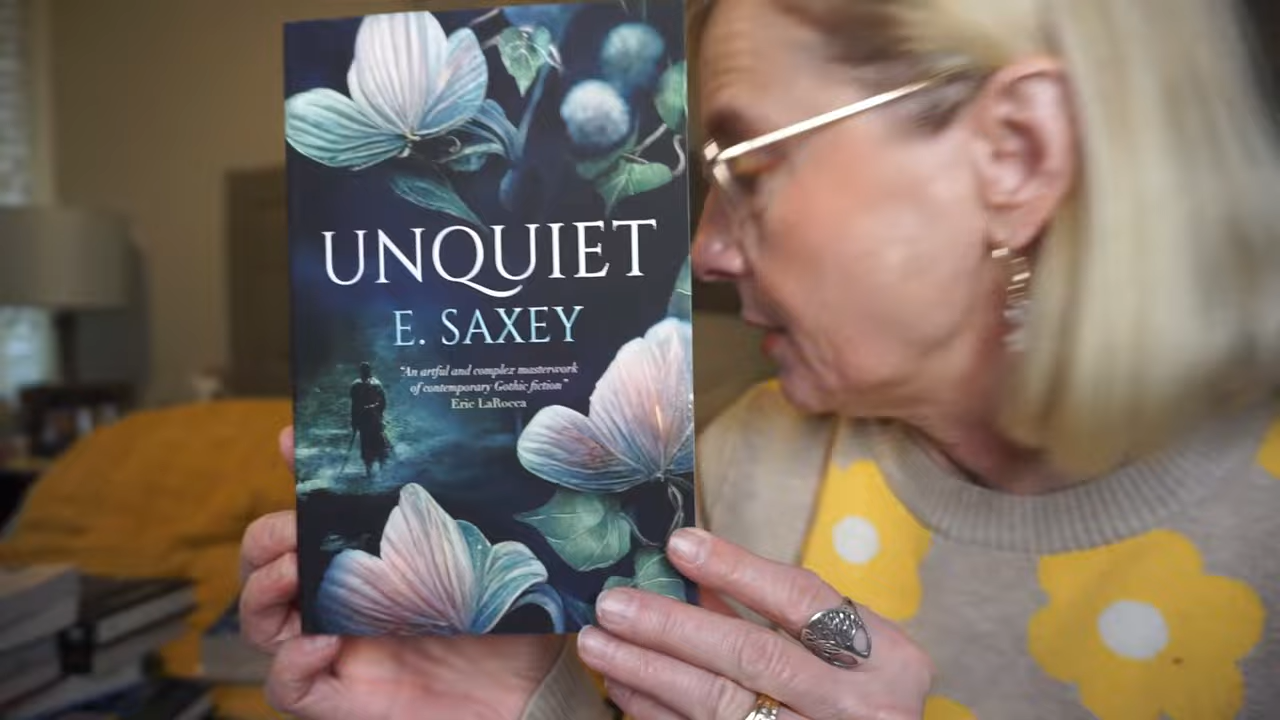 UNQUIET
E. SAXEY
"An artful and complex masterwork
of contemporary Gothic fiction"
Eric LaRocca